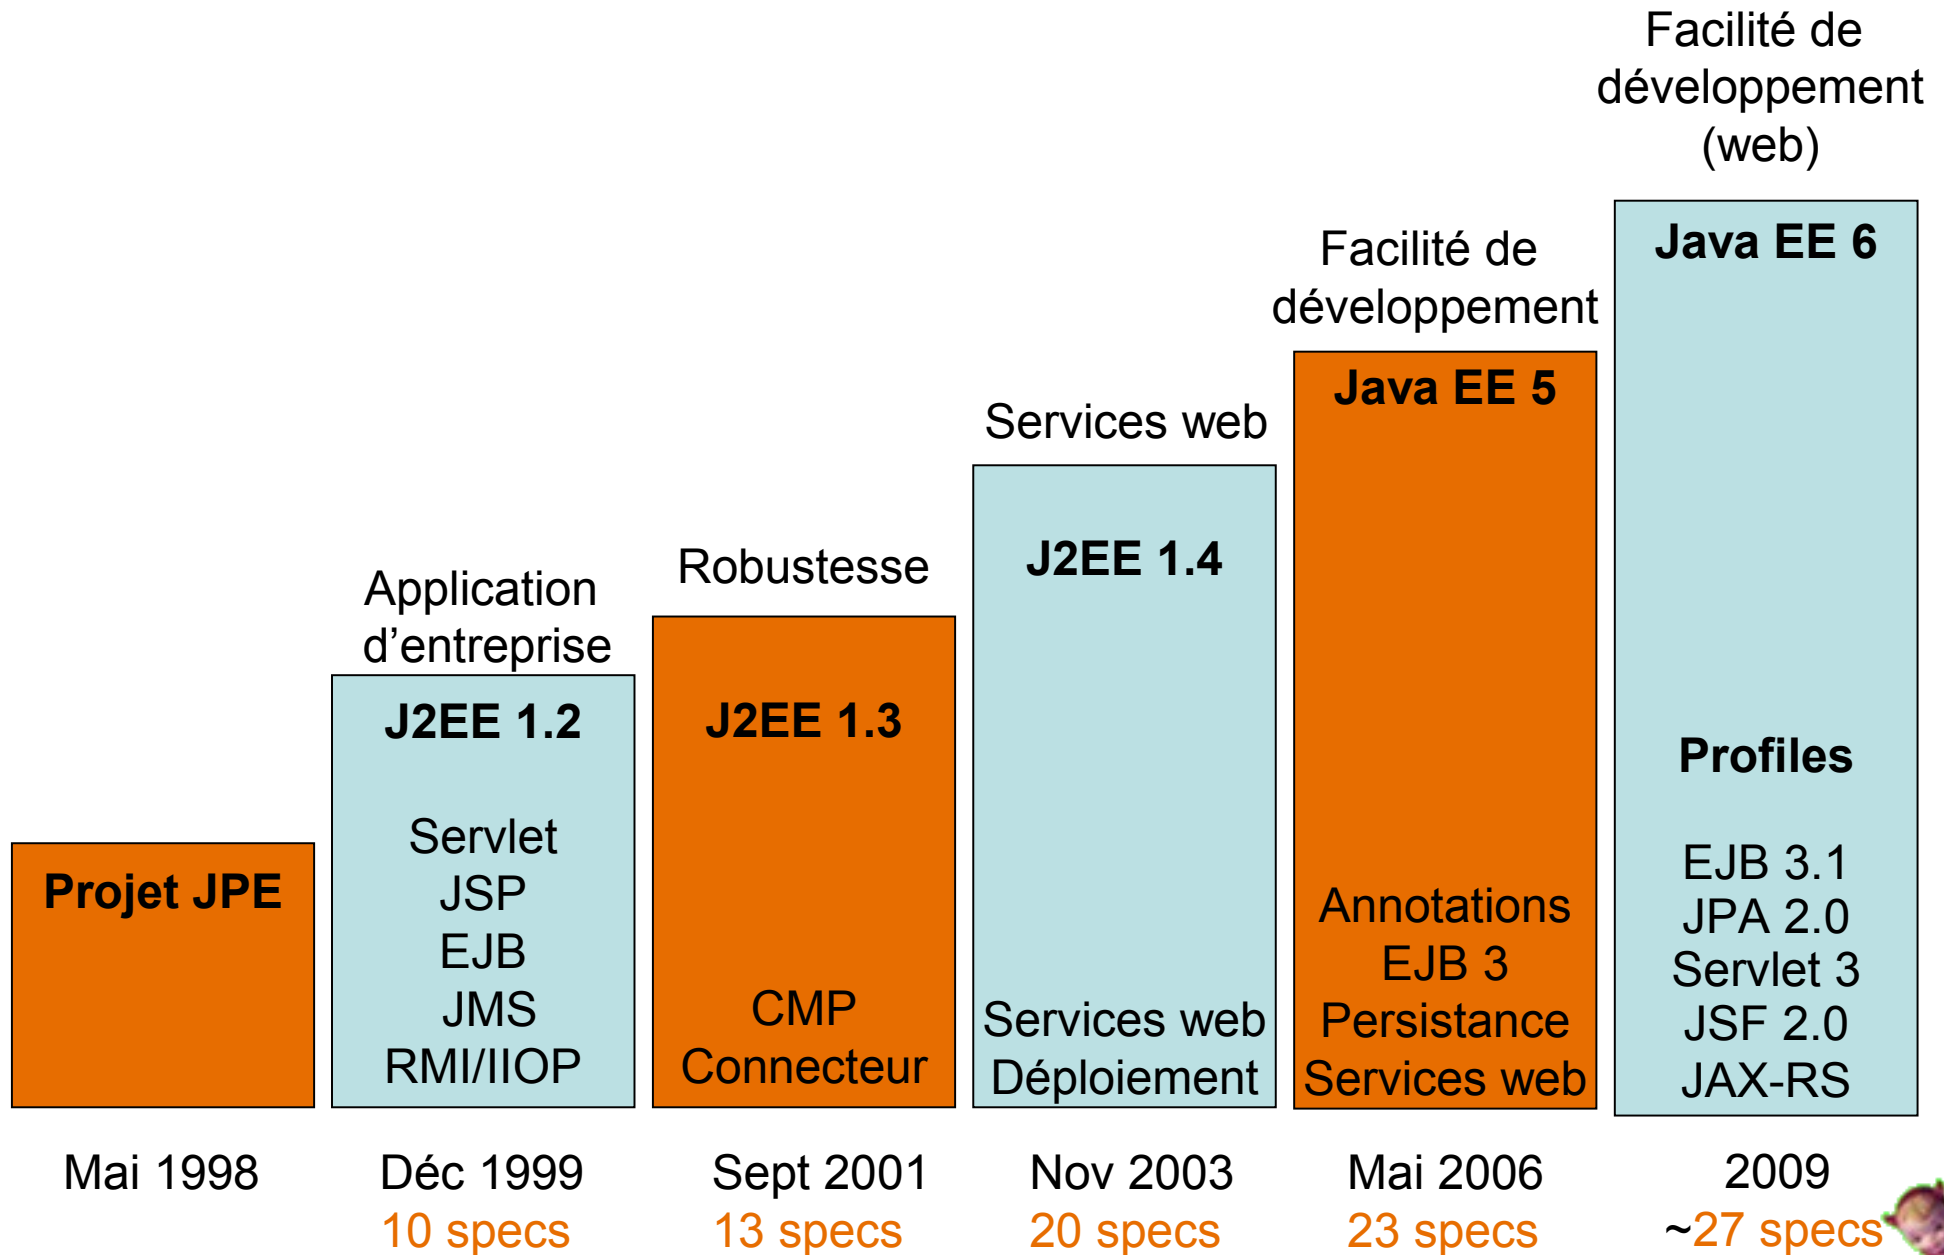 Projet JPE
Mai 1998
Application
d’entreprise
J2EE 1.2
Servlet
JSP
EJB
JMS
RMI/IIOP
Déc 1999
10 specs
Robustesse
J2EE 1.3
CMP
Connecteur
Sept 2001
13 specs
Services web
J2EE 1.4
Services web
Déploiement
Nov 2003
20 specs
Facilité de
développement
Java EE 5
Annotations
EJB 3
Persistance
Services web
Mai 2006
23 specs
Facilité de
développement
(web)
Java EE 6
Profiles
EJB 3.1
JPA 2.0
Servlet 3
JSF 2.0
JAX-RS
2009
~27 specs